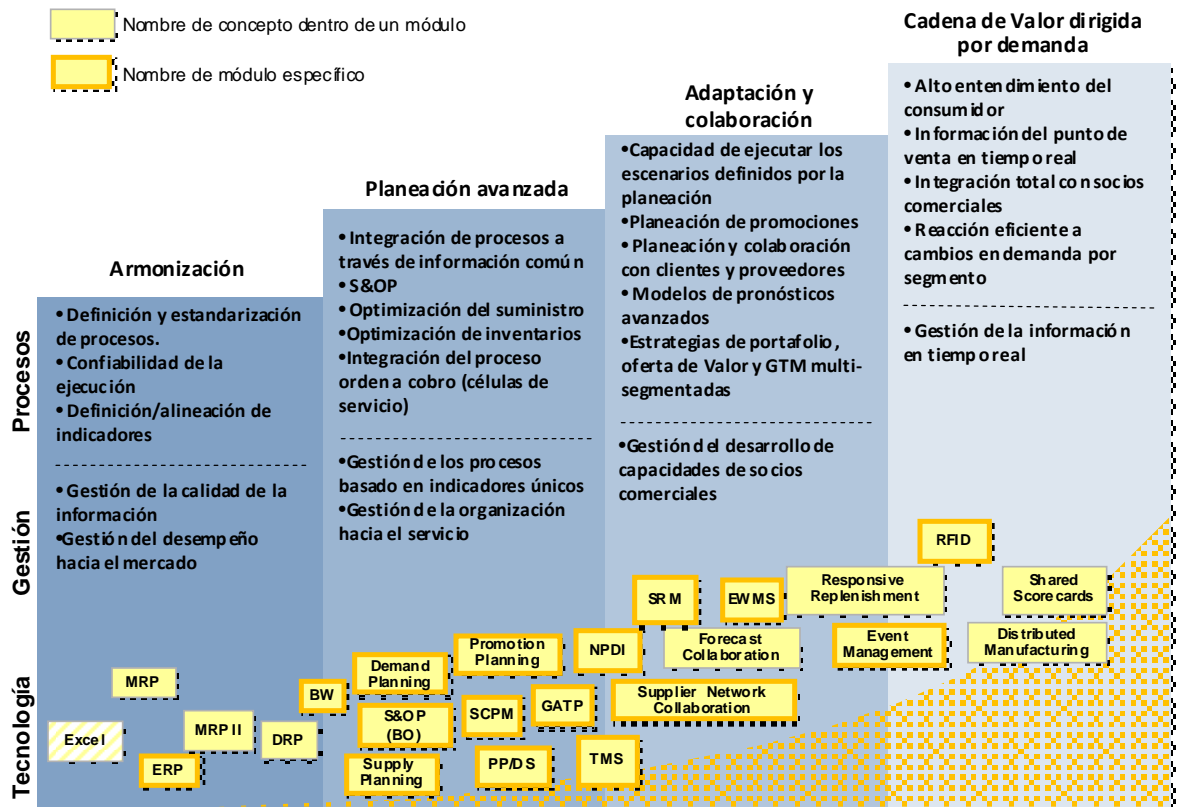 Nombre de concepto dentro de un módulo
Nombre de módulo específico
Procesos
Gestión
Tecnología
Armonización
• Definición y estandarización
de procesos.
• Confiabilidad de la
ejecución
• Definición/alineación de
indicadores
• Gestión de la calidad de la
información
•Gestión del desempeño
hacia el mercado
Planeación avanzada
• Integración de procesos a
través de información común
• S&OP
• Optimización del suministro
•Optimización de inventarios
•Integración del proceso
orden a cobro (células de
servicio)
•Gestión de los procesos
basado en indicadores únicos
•Gestión de la organización
hacia el servicio
Adaptación y
colaboración
•Capacidad de ejecutar los
escenarios definidos por la
planeación
• Planeación de promociones
• Planeación y colaboración
con clientes y proveedores
• Modelos de pronósticos
avanzados
•Estrategias de portafolio,
oferta de Valor y GTM multi-
segmentadas
•Gestión del desarrollo de
capacidades de socios
comerciales
Cadena de Valor dirigida
por demanda
• Alto entendimiento del
consumidor
• Información del punto de
venta en tiempo real
• Integración total con socios
comerciales
• Reacción eficiente a
cambios en demanda por
segmento
• Gestión de la información
en tiempo real
Excel
MRP
ERP
MRP II
DRP
BW
Demand
Planning
S&OP
(BO)
Supply
Planning
Promotion
Planning
SCPM
GATP
PP/DS
NPDI
TMS
SRM
EWMS
Forecast
Collaboration
Supplier Network
Collaboration
Responsive
Replenishment
Event
Management
RFID
Shared
Scorecards
Distributed
Manufacturing